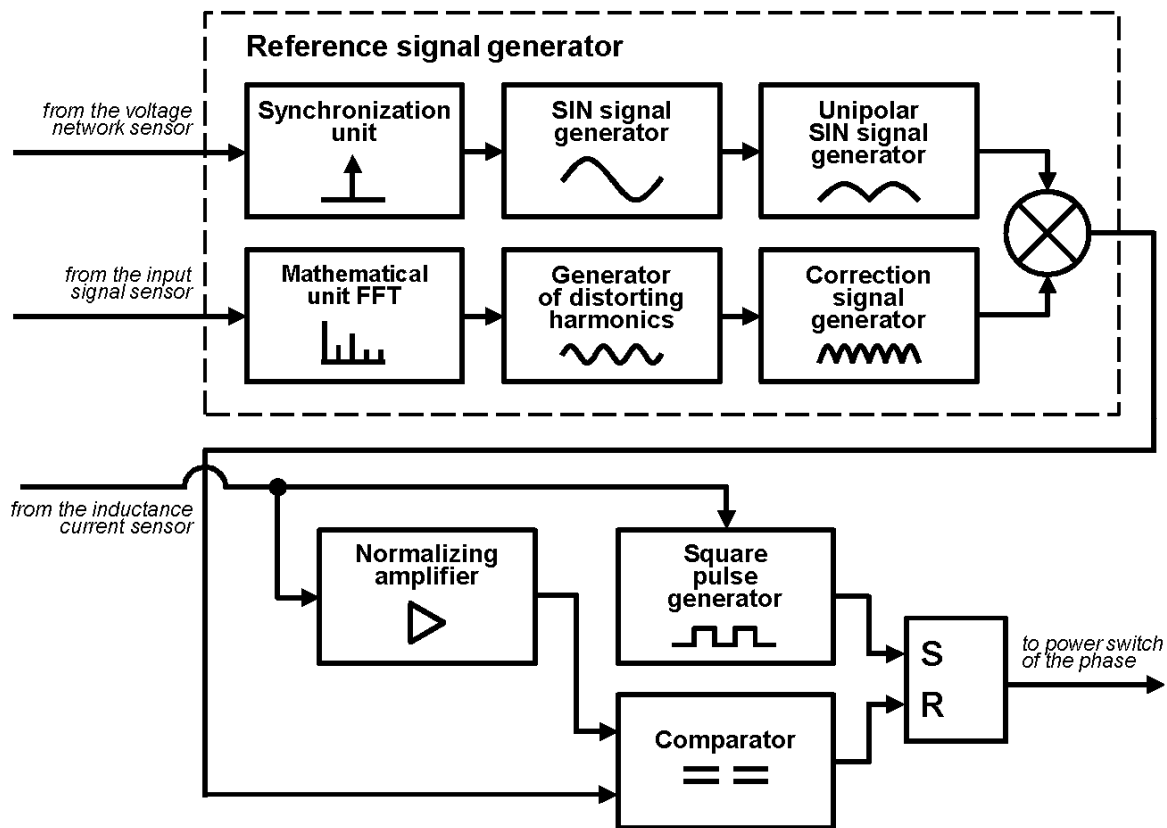 Reference signal generator
from the voltage
network sensor
Synchronization
unit
SIN signal
generator
Unipolar
SIN signal
generator
from the input
signal sensor
Mathematical
unit FFT
Generator
of distorting
harmonics
Correction
signal
generator
from the inductance
current sensor
Normalizing
amplifier
Square
pulse
generator
S
R
to power switch
of the phase
Comparator